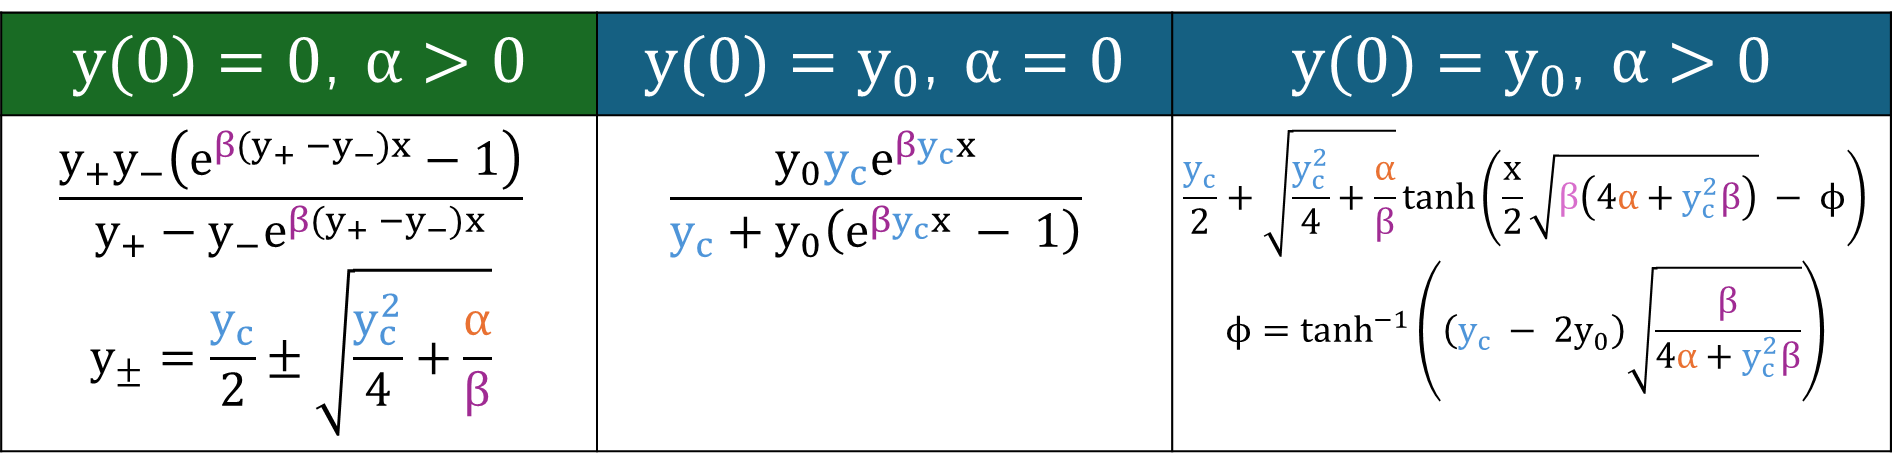 y(0) = 0, α > 0
y₊y₋(e^{β(y₊ −y₋)x} − 1)
y₊ − y₋e^{β(y₊ −y₋)x}
y± = y_c/2 ± √(y_c²/4 + α/β)
y(0) = y₀, α = 0
y₀y_ce^{βy_cx}
y_c + y₀(e^{βy_cx} − 1)
y(0) = y₀, α > 0
y_c/2 + √(y_c²/4 + α/β) tanh(x/2 √(β(4α + y_c²β)) − ϕ)
ϕ = tanh⁻¹((y_c − 2y₀)√(β/(4α + y_c²β)))